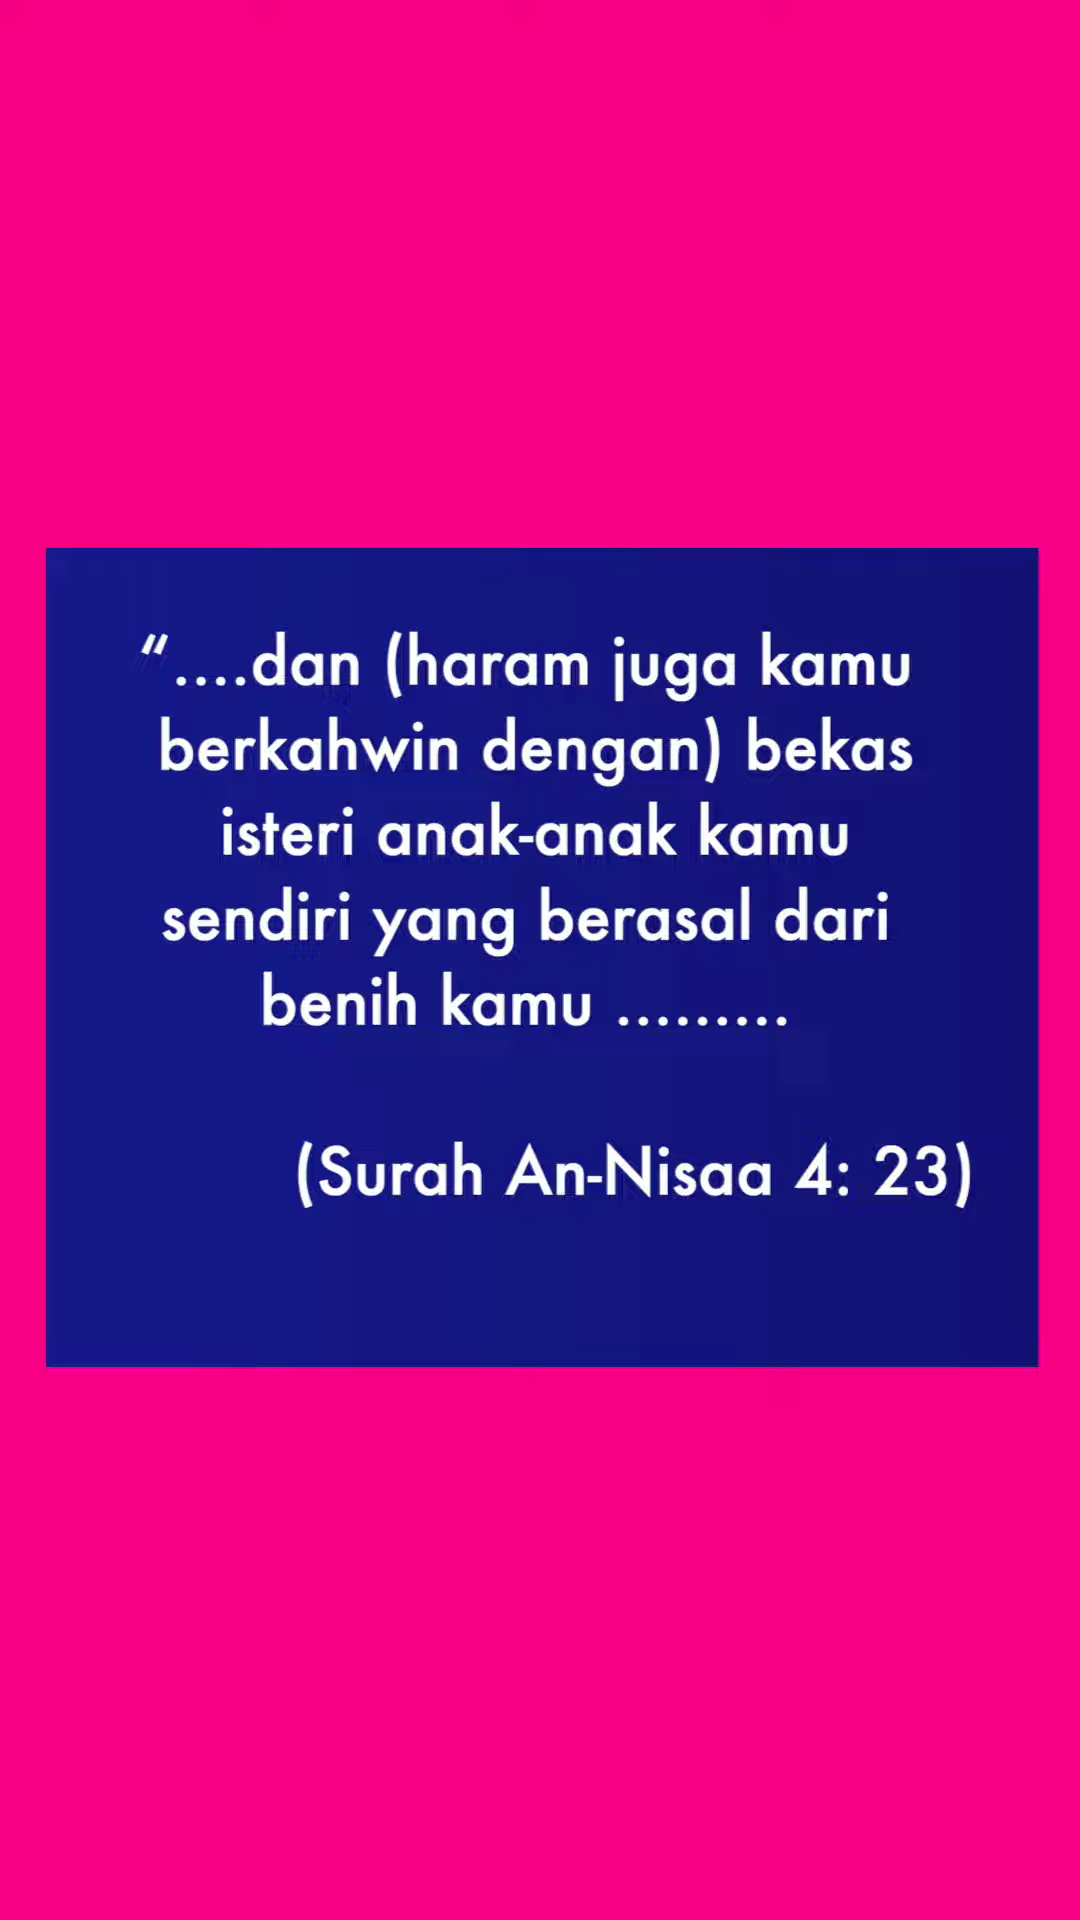 “....dan (haram juga kamu
berkahwin dengan) bekas
isteri anak-anak kamu
sendiri yang berasal dari
benih kamu .........
(Surah An-Nisaa 4: 23)